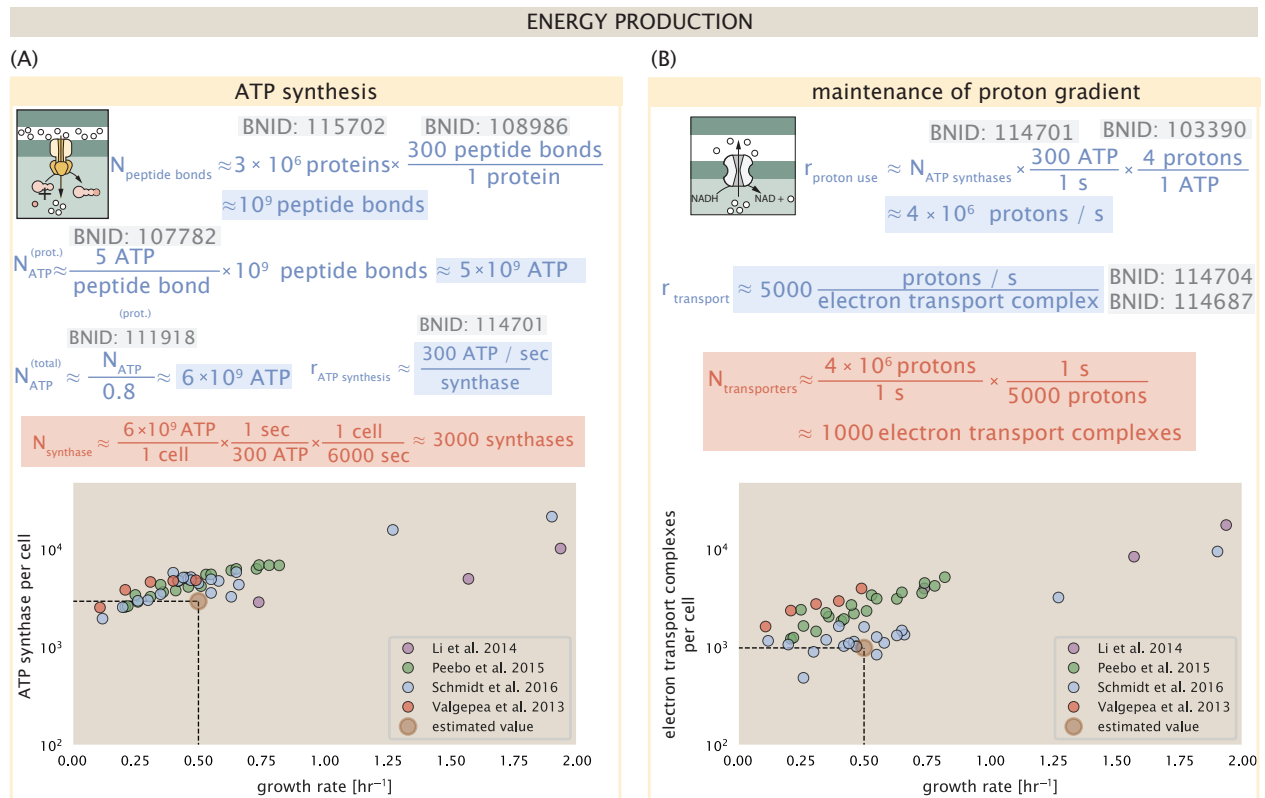 ENERGY PRODUCTION
(A)
ATP synthesis
BNID: 115702 BNID: 108986
N peptide bonds ≈ 3 × 10⁶ proteins × 300 peptide bonds / 1 protein
≈ 10⁹ peptide bonds
BNID: 107782
N ATP (prot.) ≈ 5 ATP / peptide bond × 10⁹ peptide bonds ≈ 5 × 10⁹ ATP
BNID: 111918
N ATP (total) ≈ N ATP (prot.) / 0.8 ≈ 6 × 10⁹ ATP
BNID: 114701
r ATP synthesis ≈ 300 ATP / sec / synthase
N synthase ≈ 6 × 10⁹ ATP / 1 cell × 1 sec / 300 ATP × 1 cell / 6000 sec ≈ 3000 synthases
ATP synthase per cell
10⁴
10³
10²
Li et al. 2014
Peebo et al. 2015
Schmidt et al. 2016
Valgepea et al. 2013
estimated value
0.00 0.25 0.50 0.75 1.00 1.25 1.50 1.75 2.00
growth rate [hr⁻¹]
(B)
maintenance of proton gradient
NADH NAD +
BNID: 114701 BNID: 103390
r proton use ≈ N ATP synthases × 300 ATP / 1 s × 4 protons / 1 ATP
≈ 4 × 10⁶ protons / s
r transport ≈ 5000 protons / s / electron transport complex
BNID: 114704
BNID: 114687
N transporters ≈ 4 × 10⁶ protons / 1 s × 1 s / 5000 protons
≈ 1000 electron transport complexes
electron transport complexes
per cell
10⁴
10³
10²
Li et al. 2014
Peebo et al. 2015
Schmidt et al. 2016
Valgepea et al. 2013
estimated value
0.00 0.25 0.50 0.75 1.00 1.25 1.50 1.75 2.00
growth rate [hr⁻¹]